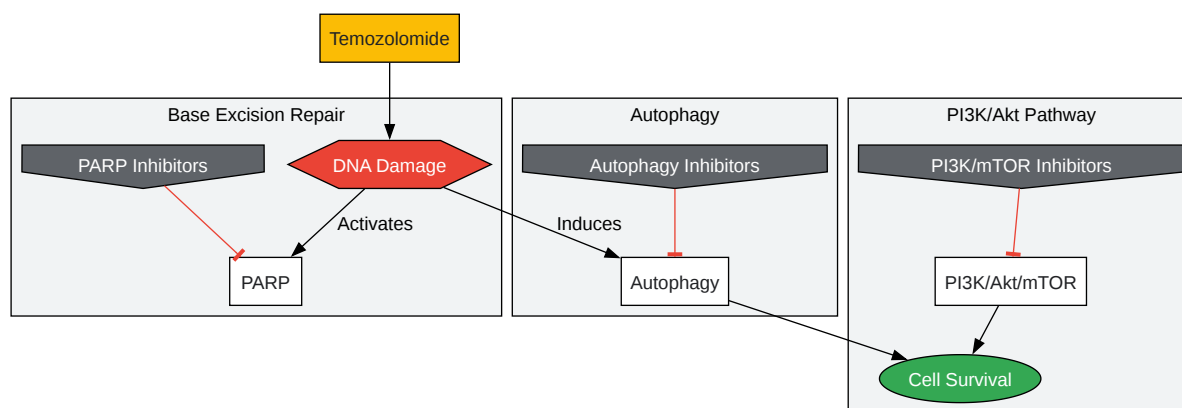 Temozolomide
Base Excision Repair
Autophagy
PI3K/Akt Pathway
PARP Inhibitors
DNA Damage
Autophagy Inhibitors
PI3K/mTOR Inhibitors
Activates
Induces
PARP
Autophagy
PI3K/Akt/mTOR
Cell Survival